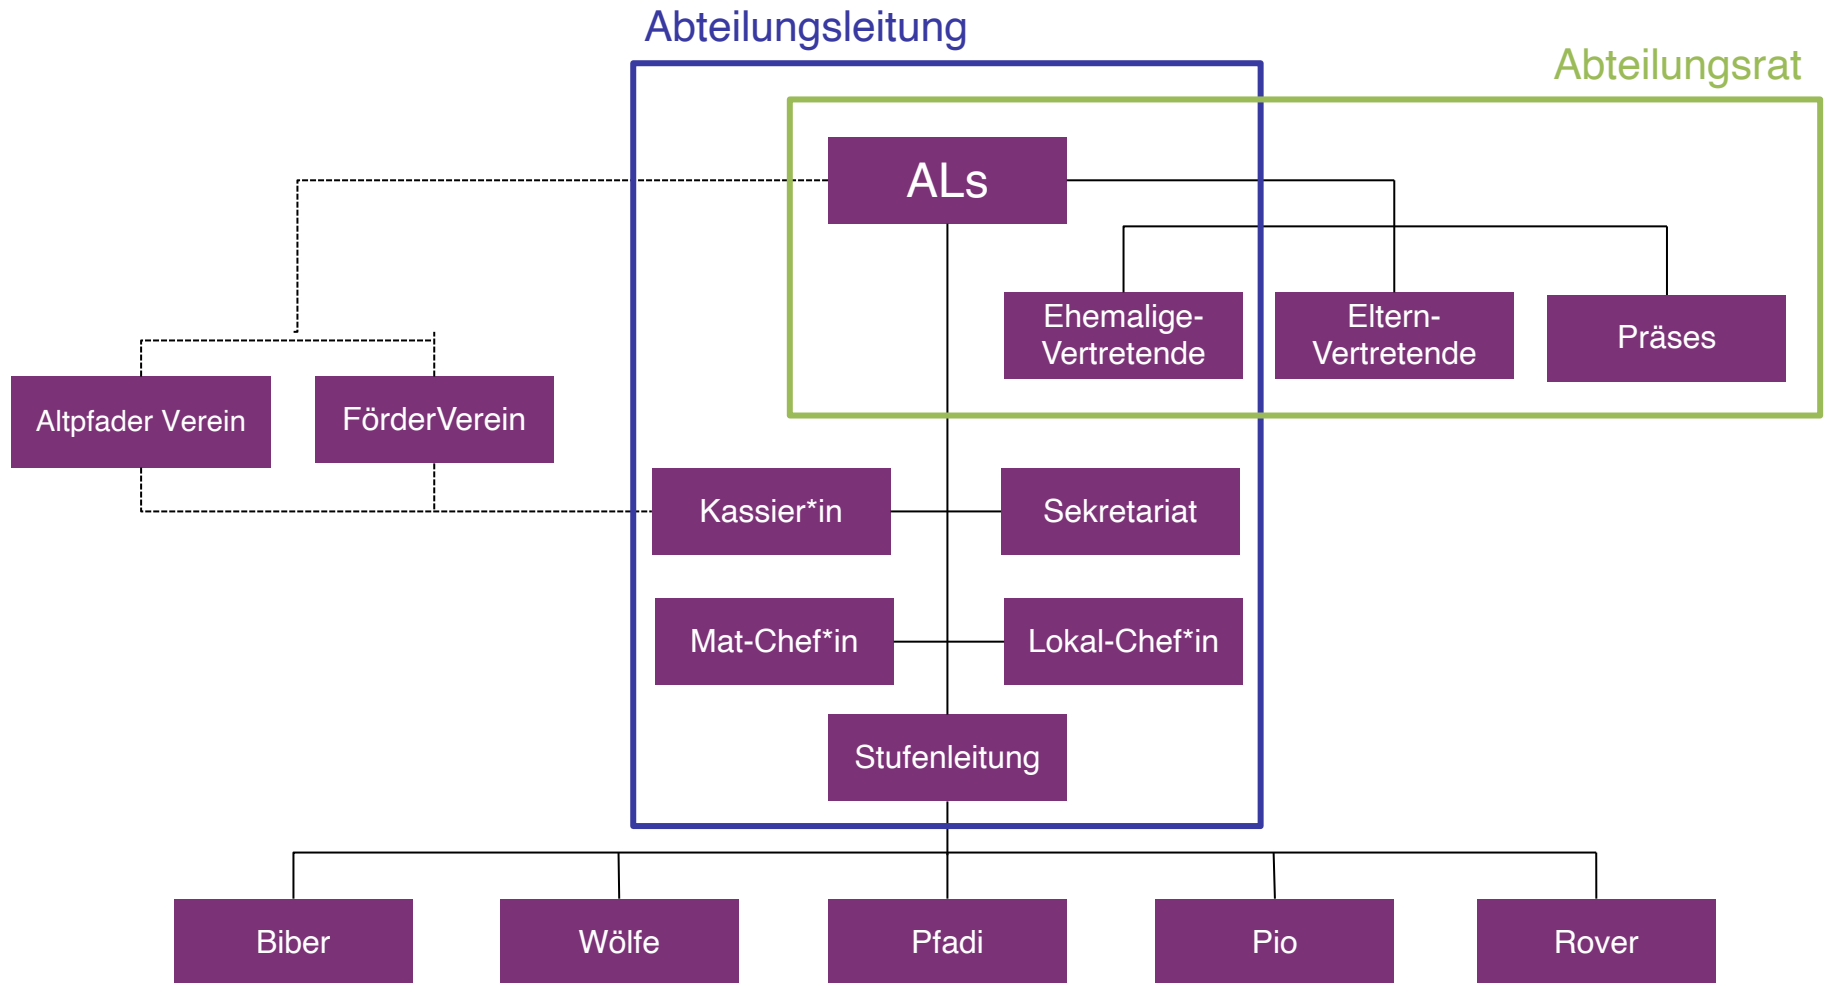 Abteilungsleitung
Abteilungsrat
ALs
Ehemalige-
Vertretende
Eltern-
Vertretende
Präses
Altpfader Verein
FörderVerein
Kassier*in
Sekretariat
Mat-Chef*in
Lokal-Chef*in
Stufenleitung
Biber
Wölfe
Pfadi
Pio
Rover